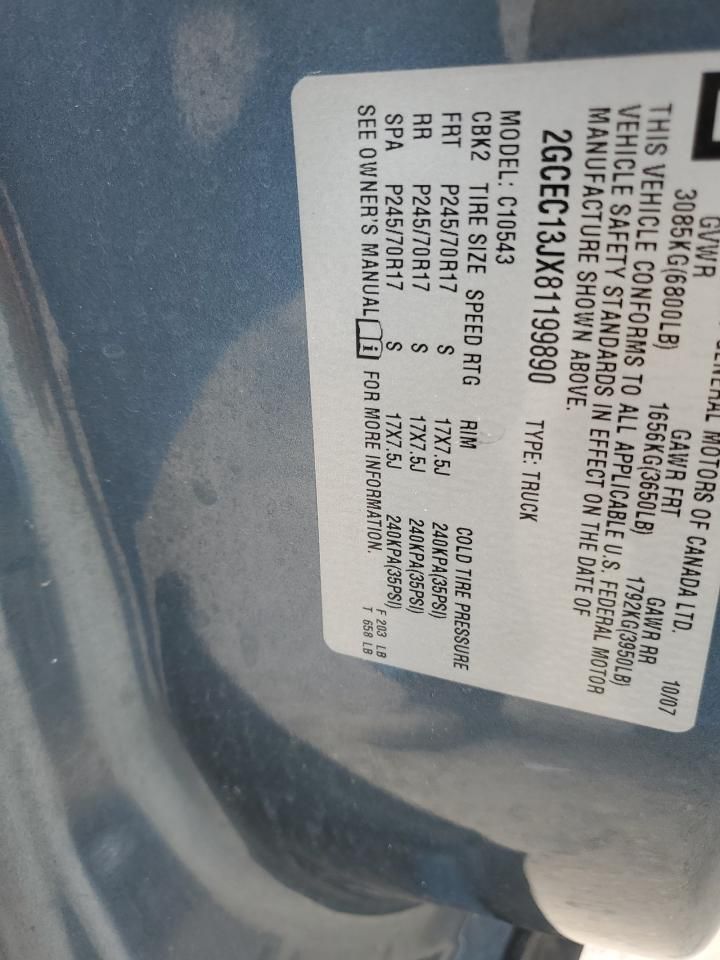 GENERAL MOTORS OF CANADA LTD.
10/07
GVWR GAWR FRT GAWR RR
3085KG(6800LB) 1656KG(3650LB) 1792KG(3950LB)
THIS VEHICLE CONFORMS TO ALL APPLICABLE U.S. FEDERAL MOTOR
VEHICLE SAFETY STANDARDS IN EFFECT ON THE DATE OF
MANUFACTURE SHOWN ABOVE.
2GCEC13JX81199890 TYPE: TRUCK
MODEL: C10543
CBK2 TIRE SIZE SPEED RTG RIM COLD TIRE PRESSURE
FRT P245/70R17 S 17X7.5J 240KPA(35PSI)
RR P245/70R17 S 17X7.5J 240KPA(35PSI)
SPA P245/70R17 S 17X7.5J 240KPA(35PSI)
SEE OWNER'S MANUAL i FOR MORE INFORMATION.
F 203 LB
T 658 LB